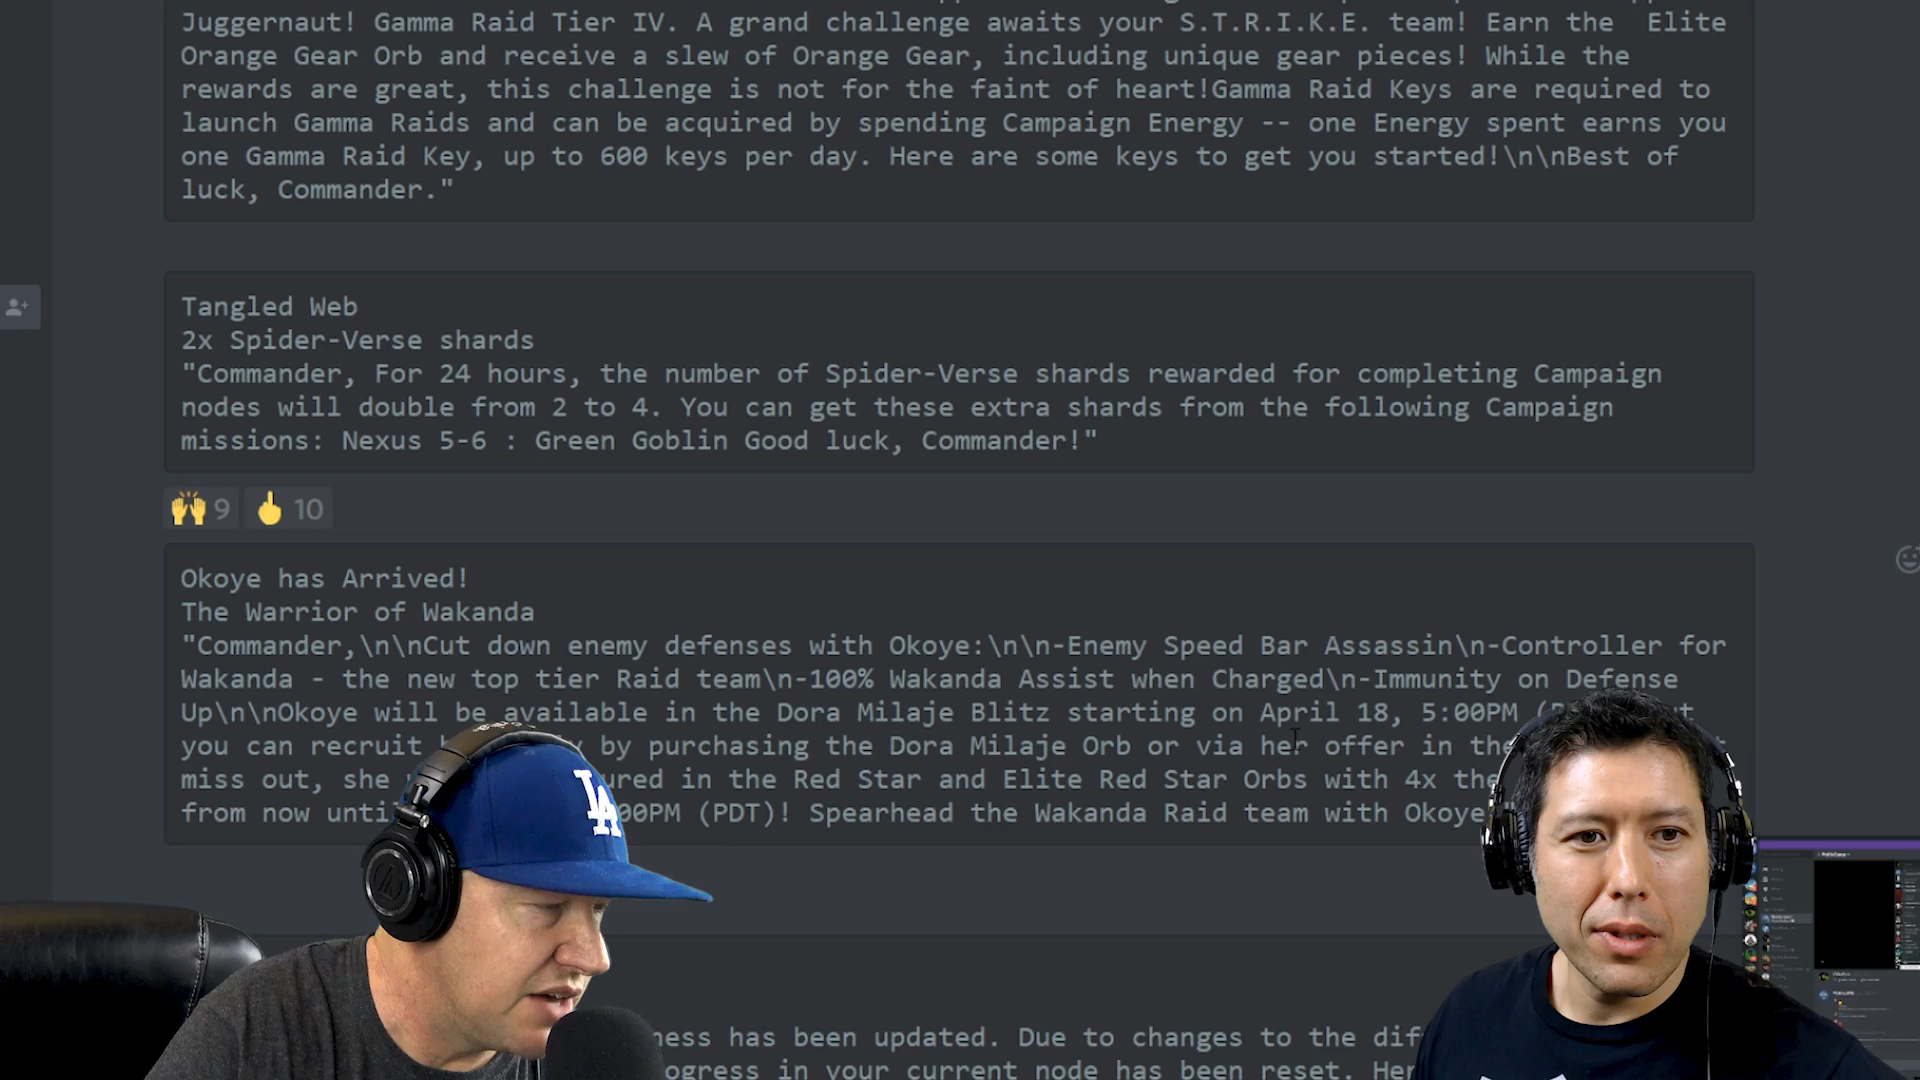 Juggernaut! Gamma Raid Tier IV. A grand challenge awaits your S.T.R.I.K.E. team! Earn the  Elite
Orange Gear Orb and receive a slew of Orange Gear, including unique gear pieces! While the
rewards are great, this challenge is not for the faint of heart!Gamma Raid Keys are required to
launch Gamma Raids and can be acquired by spending Campaign Energy -- one Energy spent earns you
one Gamma Raid Key, up to 600 keys per day. Here are some keys to get you started!\n\nBest of
luck, Commander."
Tangled Web
2x Spider-Verse shards
"Commander, For 24 hours, the number of Spider-Verse shards rewarded for completing Campaign
nodes will double from 2 to 4. You can get these extra shards from the following Campaign
missions: Nexus 5-6 : Green Goblin Good luck, Commander!"
9 10
Okoye has Arrived!
The Warrior of Wakanda
"Commander,\n\nCut down enemy defenses with Okoye:\n\n-Enemy Speed Bar Assassin\n-Controller for
Wakanda - the new top tier Raid team\n-100% Wakanda Assist when Charged\n-Immunity on Defense
Up\n\nOkoye will be available in the Dora Milaje Blitz starting on April 18, 5:00PM
you can recruit by purchasing the Dora Milaje Orb or via her offer in the
miss out, she in the Red Star and Elite Red Star Orbs with 4x the
from now until PM (PDT)! Spearhead the Wakanda Raid team with Okoye
LA
has been updated. Due to changes to the
in your current node has been reset.